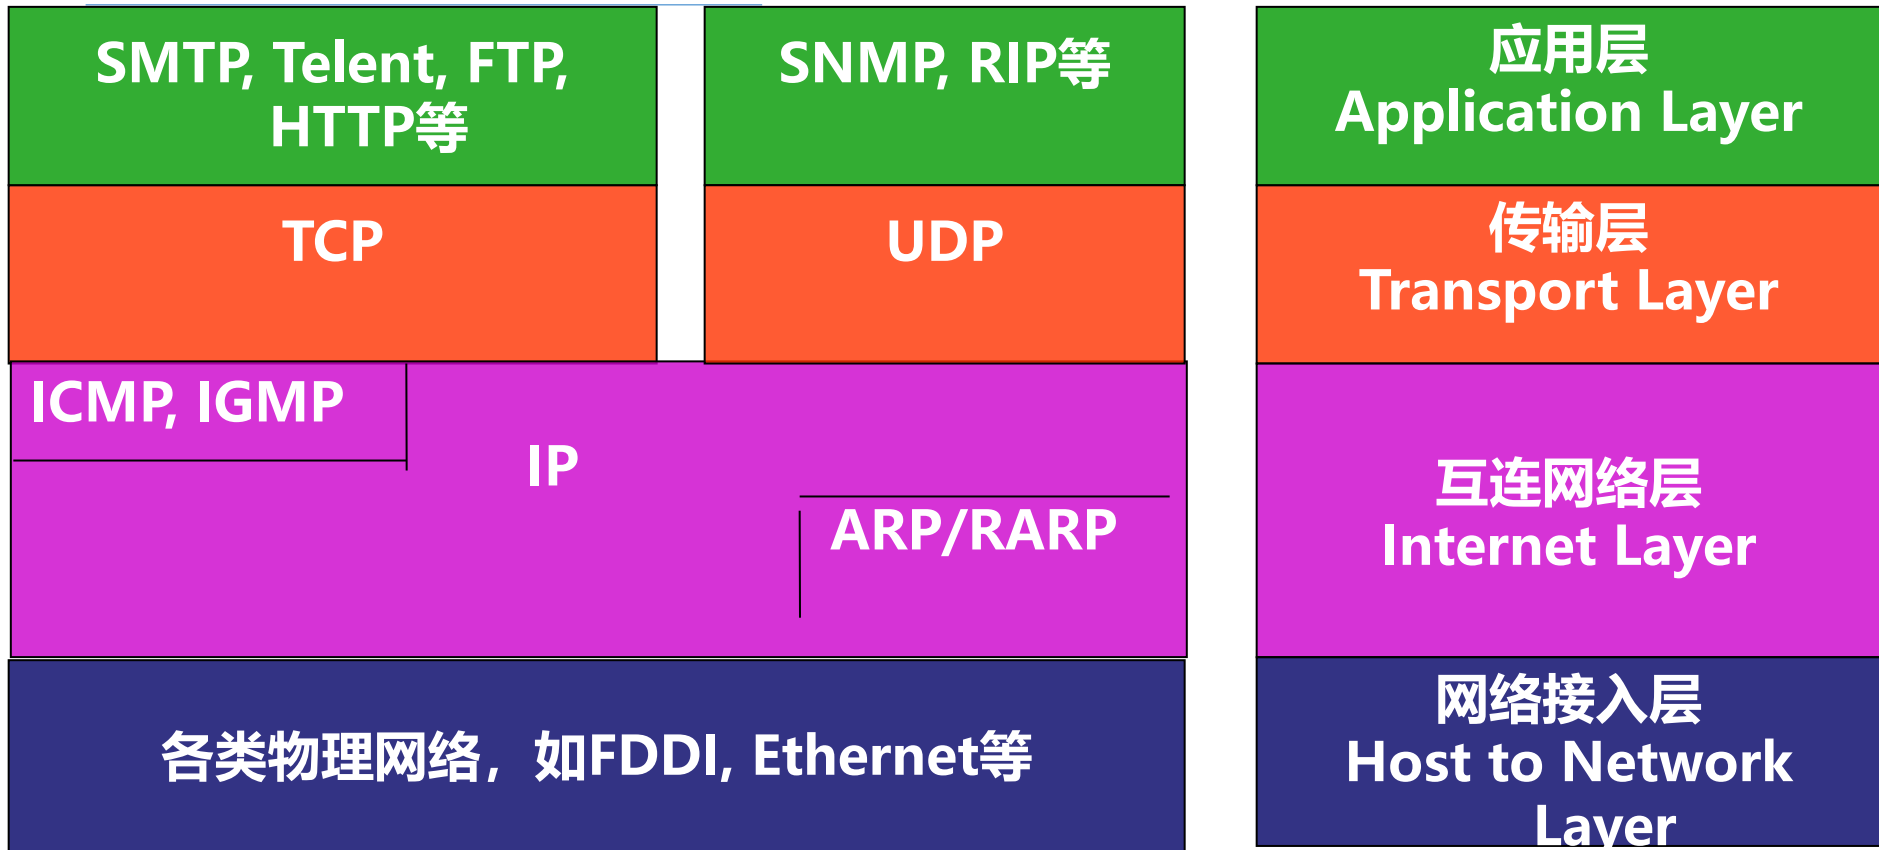 SMTP, Telent, FTP,
HTTP等
SNMP, RIP等
应用层
Application Layer
TCP
UDP
传输层
Transport Layer
ICMP, IGMP
IP
ARP/RARP
互连网络层
Internet Layer
各类物理网络，如FDDI, Ethernet等
网络接入层
Host to Network
Layer